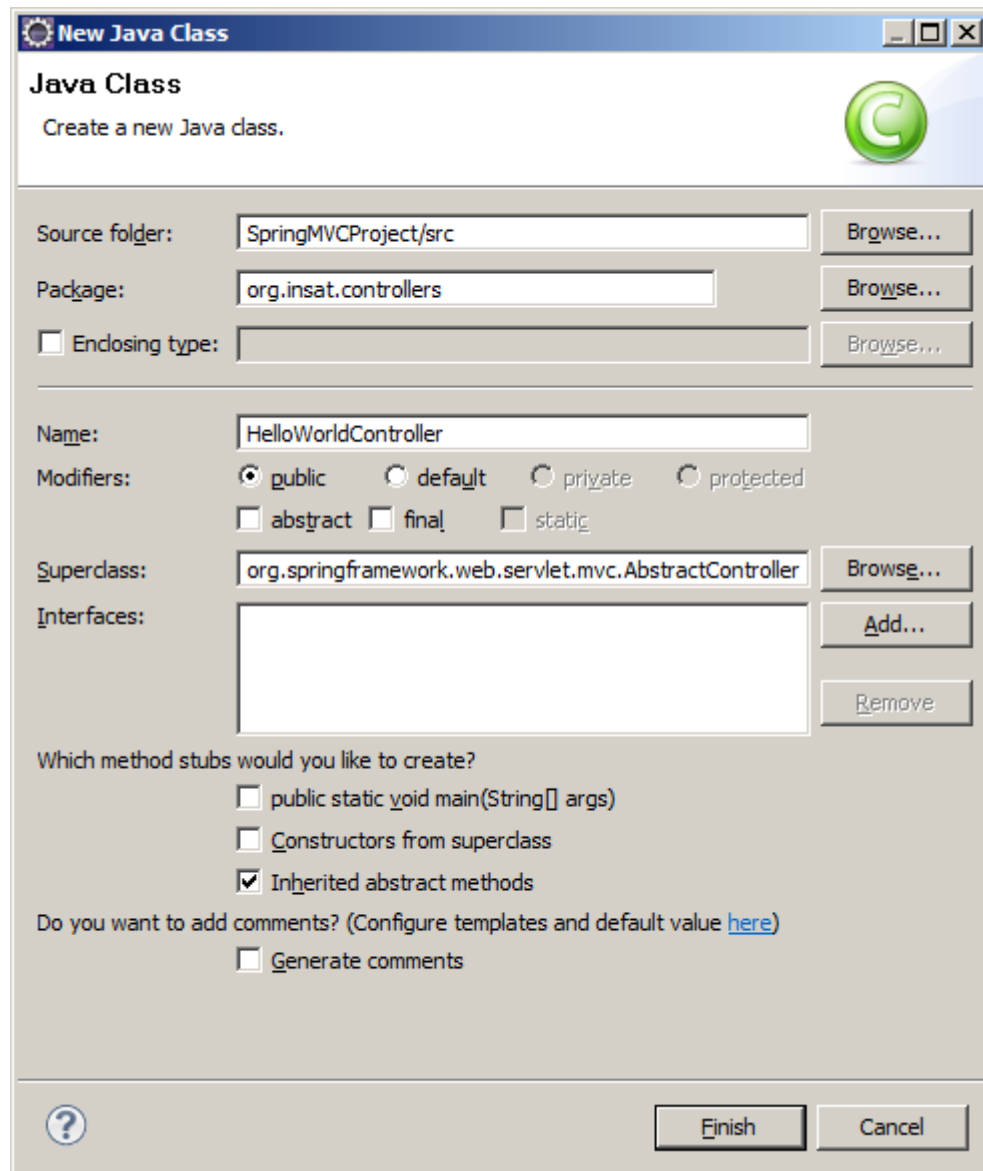 New Java Class
Java Class
Create a new Java class.
C
Source folder: SpringMVCProject/src Browse...
Package: org.insat.controllers Browse...
Enclosing type: Browse...
Name: HelloWorldController
Modifiers: public default private protected
abstract final static
Superclass: org.springframework.web.servlet.mvc.AbstractController Browse...
Interfaces: Add...
Remove
Which method stubs would you like to create?
public static void main(String[] args)
Constructors from superclass
Inherited abstract methods
Do you want to add comments? (Configure templates and default value here)
Generate comments
? Finish Cancel